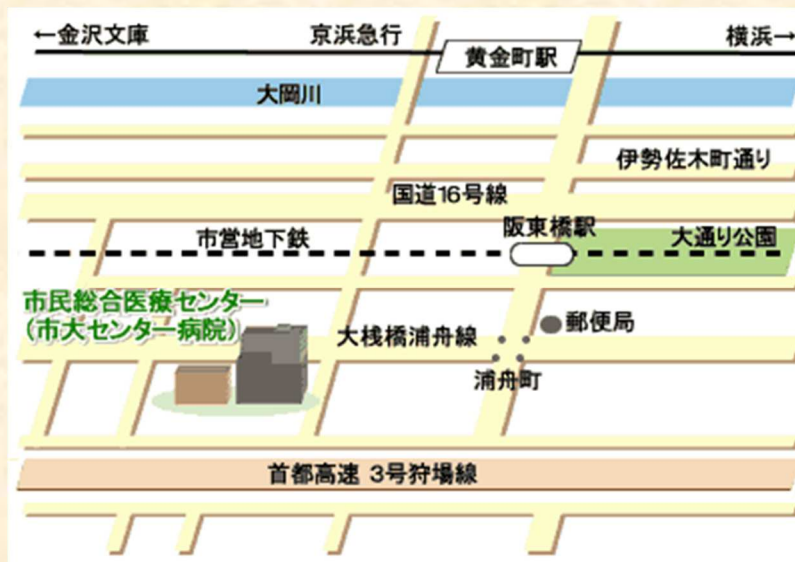 ←金沢文庫
京浜急行
黄金町駅
横浜→
大岡川
伊勢佐木町通り
国道16号線
市営地下鉄
阪東橋駅
大通り公園
市民総合医療センター
(市大センター病院)
大桟橋浦舟線
郵便局
浦舟町
首都高速 3号狩場線